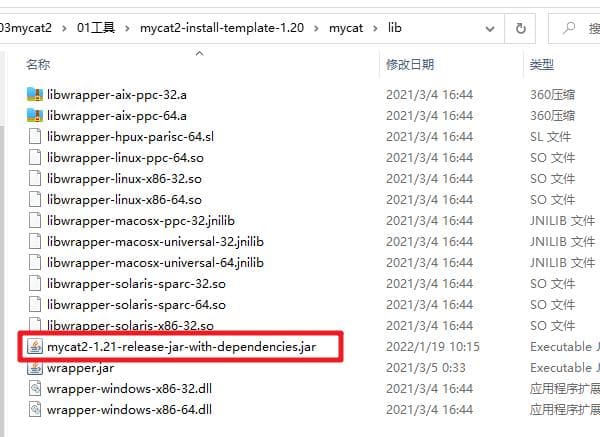 03mycat2 > 01工具 > mycat2-install-template-1.20 > mycat > lib 搜
名称 修改日期 类型
libwrapper-aix-ppc-32.a 2021/3/4 16:44 360压缩
libwrapper-aix-ppc-64.a 2021/3/4 16:44 360压缩
libwrapper-hpux-parisc-64.sl 2021/3/4 16:44 SL 文件
libwrapper-linux-ppc-64.so 2021/3/4 16:44 SO 文件
libwrapper-linux-x86-32.so 2021/3/4 16:44 SO 文件
libwrapper-linux-x86-64.so 2021/3/4 16:44 SO 文件
libwrapper-macosx-ppc-32.jnilib 2021/3/4 16:44 JNILIB 文件
libwrapper-macosx-universal-32.jnilib 2021/3/4 16:44 JNILIB 文件
libwrapper-macosx-universal-64.jnilib 2021/3/4 16:44 JNILIB 文件
libwrapper-solaris-sparc-32.so 2021/3/4 16:44 SO 文件
libwrapper-solaris-sparc-64.so 2021/3/4 16:44 SO 文件
libwrapper-solaris-x86-32.so 2021/3/4 16:44 SO 文件
mycat2-1.21-release-jar-with-dependencies.jar 2022/1/19 10:15 Executable J
wrapper.jar 2021/3/5 0:33 Executable J
wrapper-windows-x86-32.dll 2021/3/4 16:44 应用程序扩展
wrapper-windows-x86-64.dll 2021/3/4 16:44 应用程序扩展